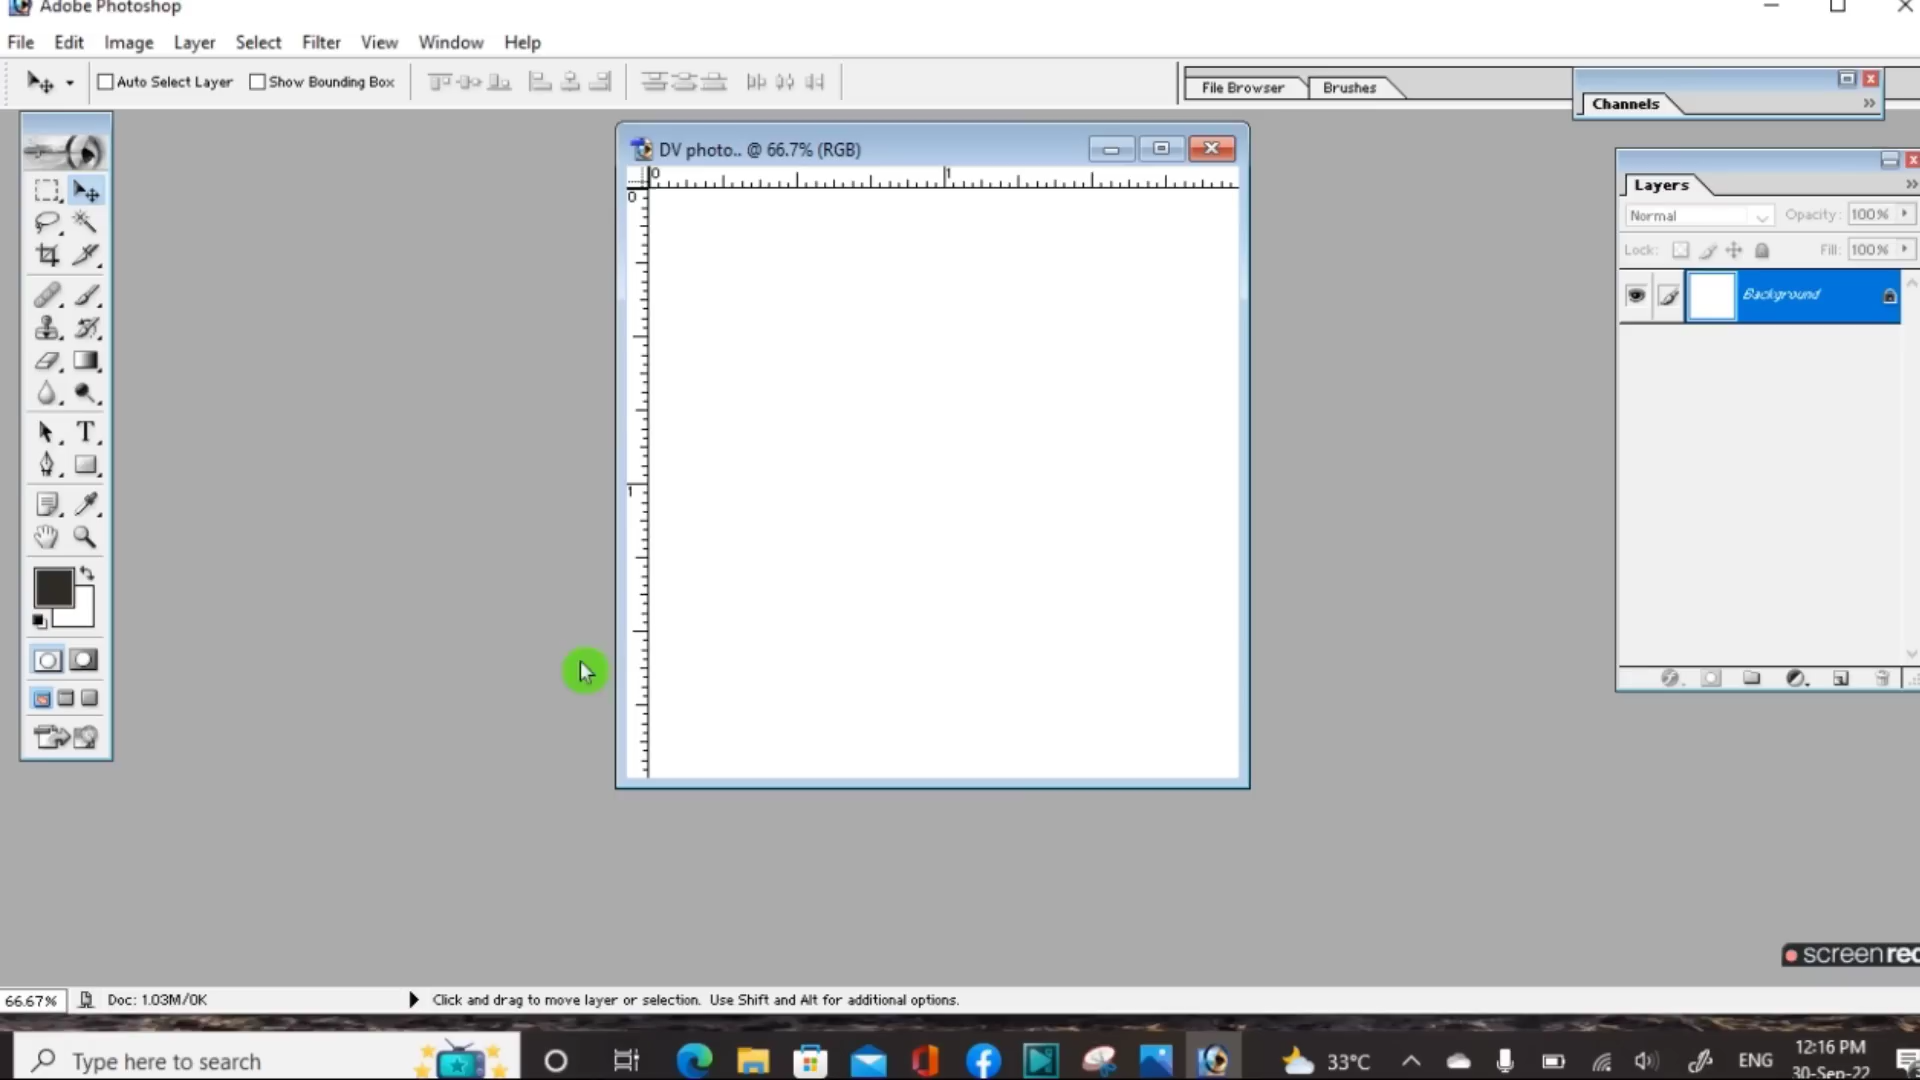 Adobe Photoshop
File Edit Image Layer Select Filter View Window Help
Auto Select Layer Show Bounding Box
File Browser Brushes
Channels
DV photo.. @ 66.7% (RGB)
0 1
0
1
Layers
Normal Opacity: 100%
Lock: Fill: 100%
Background
T
screenrec
66.67% Doc: 1.03M/0K Click and drag to move layer or selection. Use Shift and Alt for additional options.
Type here to search
33°C
ENG
12:16 PM
30-Sep-22